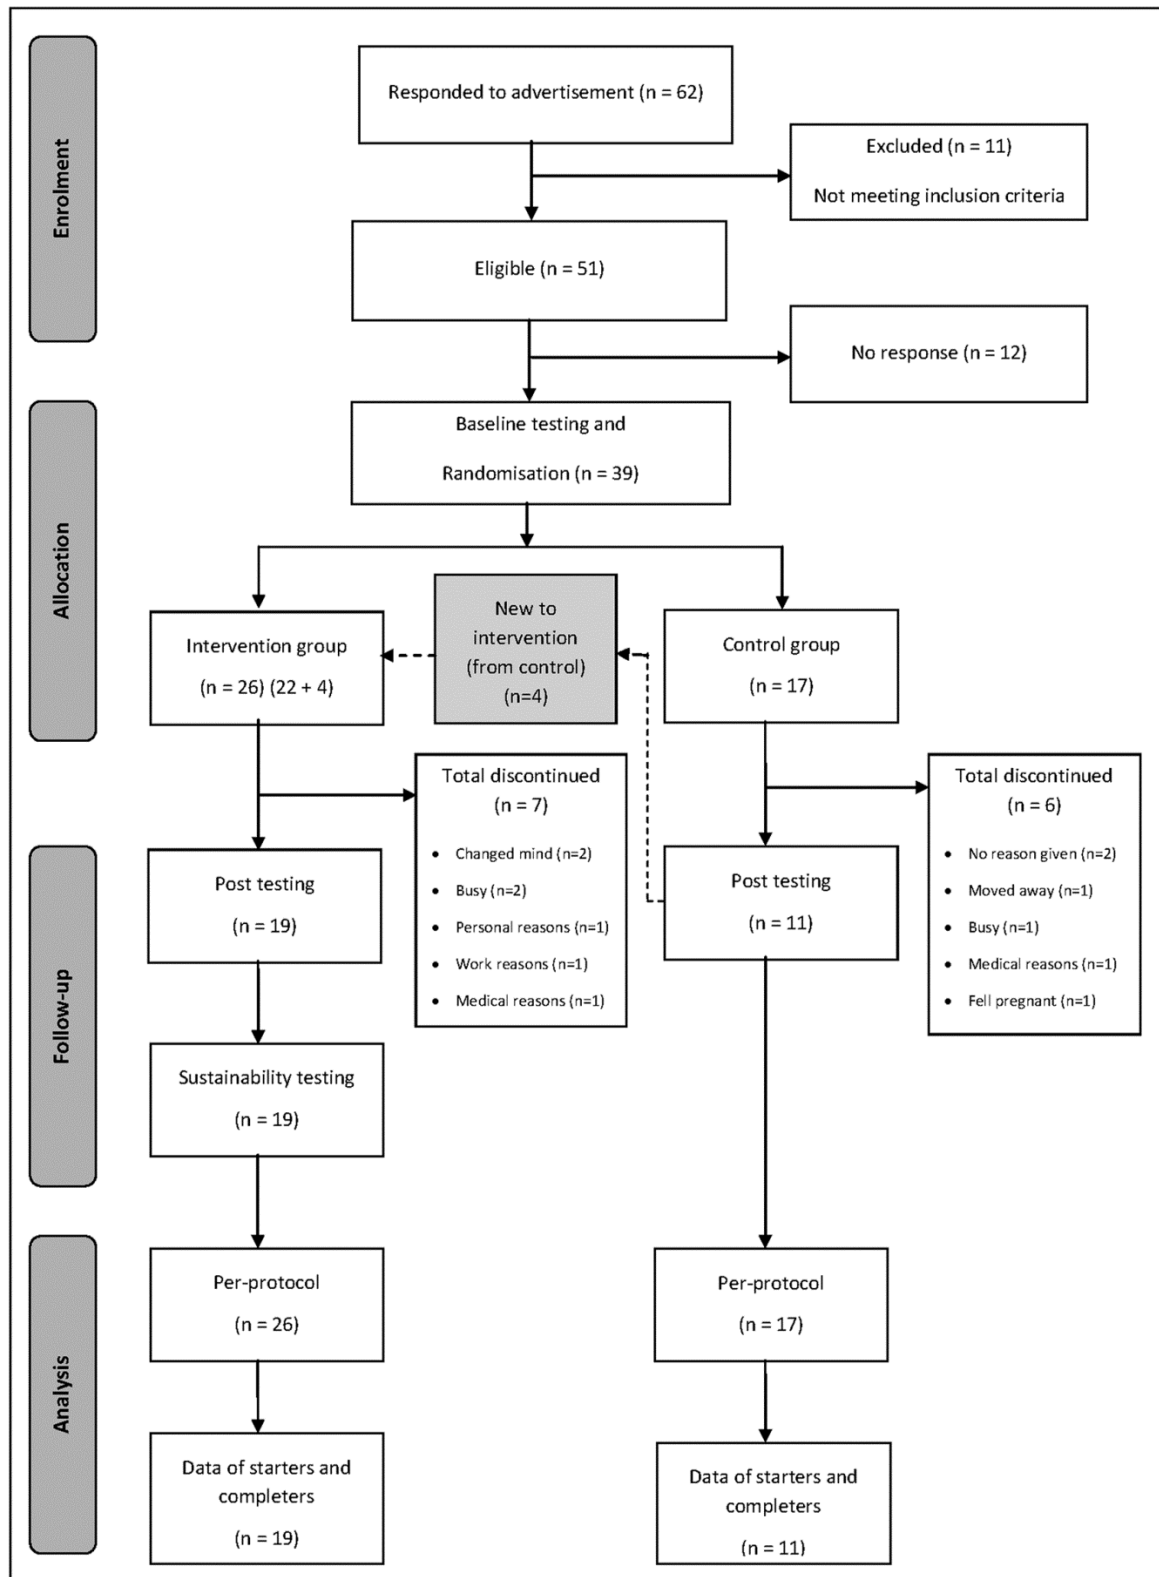 Enrolment
Responded to advertisement (n = 62)
Excluded (n = 11)
Not meeting inclusion criteria
Eligible (n = 51)
No response (n = 12)
Allocation
Baseline testing and
Randomisation (n = 39)
Intervention group
(n = 26) (22 + 4)
New to
intervention
(from control)
(n=4)
Control group
(n = 17)
Total discontinued
(n = 7)
• Changed mind (n=2)
• Busy (n=2)
• Personal reasons (n=1)
• Work reasons (n=1)
• Medical reasons (n=1)
Total discontinued
(n = 6)
• No reason given (n=2)
• Moved away (n=1)
• Busy (n=1)
• Medical reasons (n=1)
• Fell pregnant (n=1)
Follow-up
Post testing
(n = 19)
Post testing
(n = 11)
Sustainability testing
(n = 19)
Analysis
Per-protocol
(n = 26)
Per-protocol
(n = 17)
Data of starters and
completers
(n = 19)
Data of starters and
completers
(n = 11)